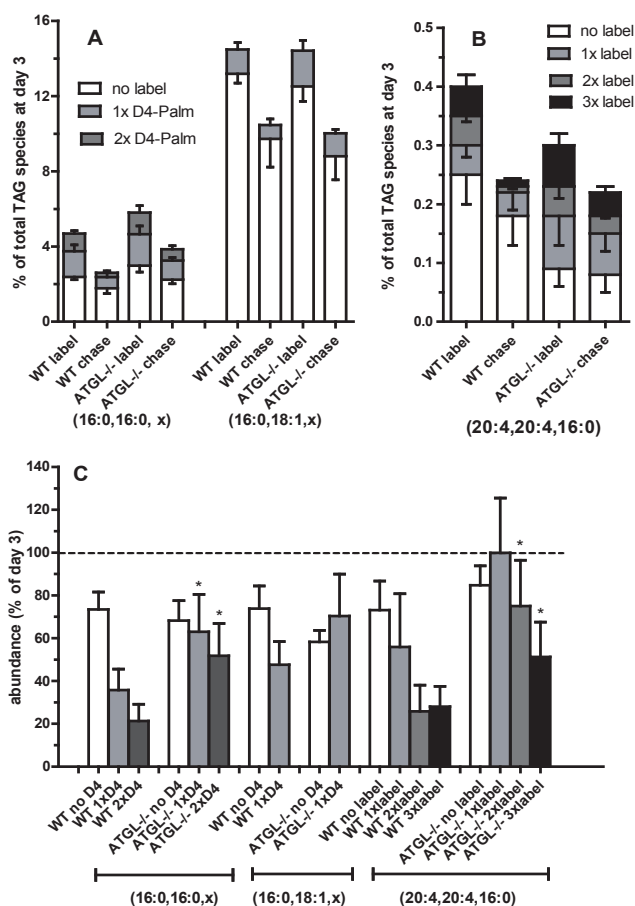 A
% of total TAG species at day 3
16
12
8
4
0
no label
1x D4-Palm
2x D4-Palm
WT label
WT chase
ATGL-/- label
ATGL-/- chase
WT label
WT chase
ATGL-/- label
ATGL-/- chase
(16:0,16:0, x)
(16:0,18:1,x)
B
% of total TAG species at day 3
0.5
0.4
0.3
0.2
0.1
0.0
no label
1x label
2x label
3x label
WT label
WT chase
ATGL-/- label
ATGL-/- chase
(20:4,20:4,16:0)
C
abundance (% of day 3)
140
120
100
80
60
40
20
0
* * * *
WT no D4
WT 1xD4
WT 2xD4
ATGL-/- no D4
ATGL-/- 1xD4
ATGL-/- 2xD4
WT no D4
WT 1xD4
ATGL-/- no D4
ATGL-/- 1xD4
WT no label
WT 1xlabel
WT 2xlabel
WT 3xlabel
ATGL-/- no label
ATGL-/- 1xlabel
ATGL-/- 2xlabel
ATGL-/- 3xlabel
(16:0,16:0,x)
(16:0,18:1,x)
(20:4,20:4,16:0)